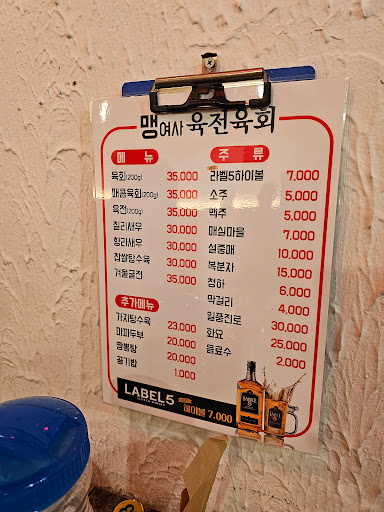 맹여사 육전육회
메뉴
육회(200g) 35,000
매콤육회(200g) 35,000
육전(200g) 35,000
칠리새우 30,000
향라새우 30,000
찹쌀탕수육 30,000
겨울굴전 35,000
추가메뉴
가지탕수육 23,000
마파두부 20,000
짬뽕탕 20,000
공기밥 1,000
주류
라벨5하이볼 7,000
소주 5,000
맥주 5,000
매실마을 7,000
설중매 10,000
복분자 15,000
청하 6,000
막걸리 4,000
일품진로 30,000
화요 25,000
음료수 2,000
LABEL5 하이볼 7,000